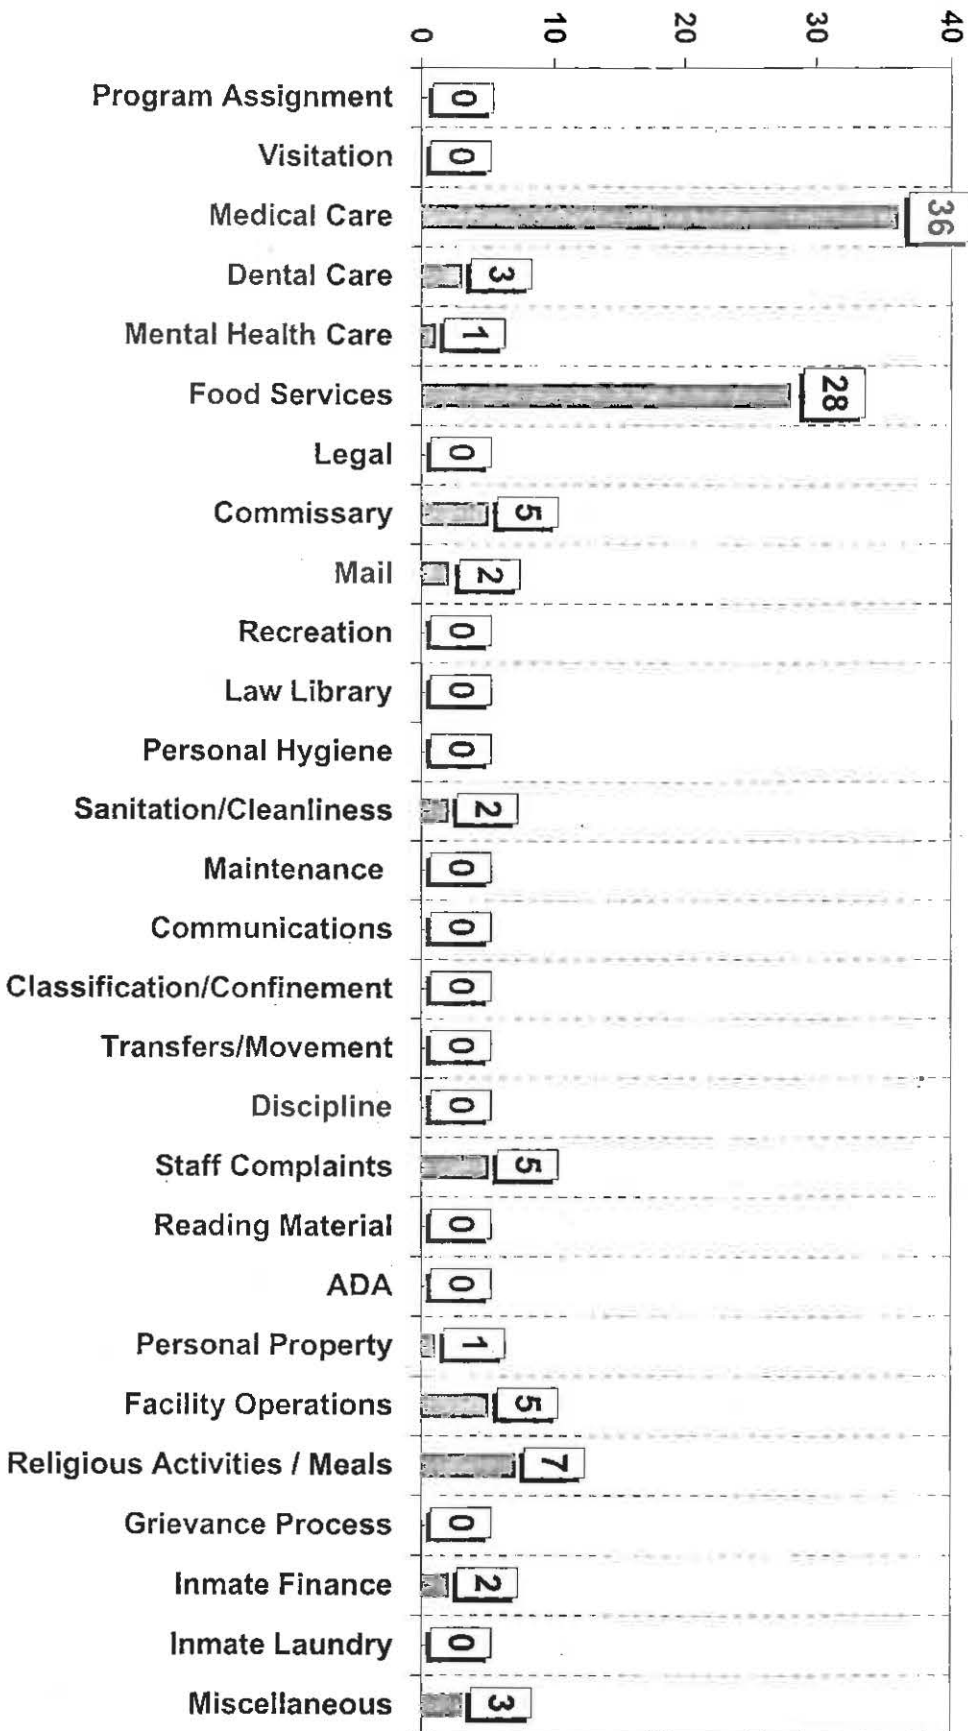 40
30
20
10
0
Program Assignment 0
Visitation 0
Medical Care 36
Dental Care 3
Mental Health Care 1
Food Services 28
Legal 0
Commissary 5
Mail 2
Recreation 0
Law Library 0
Personal Hygiene 0
Sanitation/Cleanliness 2
Maintenance 0
Communications 0
Classification/Confinement 0
Transfers/Movement 0
Discipline 0
Staff Complaints 5
Reading Material 0
ADA 0
Personal Property 1
Facility Operations 5
Religious Activities / Meals 7
Grievance Process 0
Inmate Finance 2
Inmate Laundry 0
Miscellaneous 3